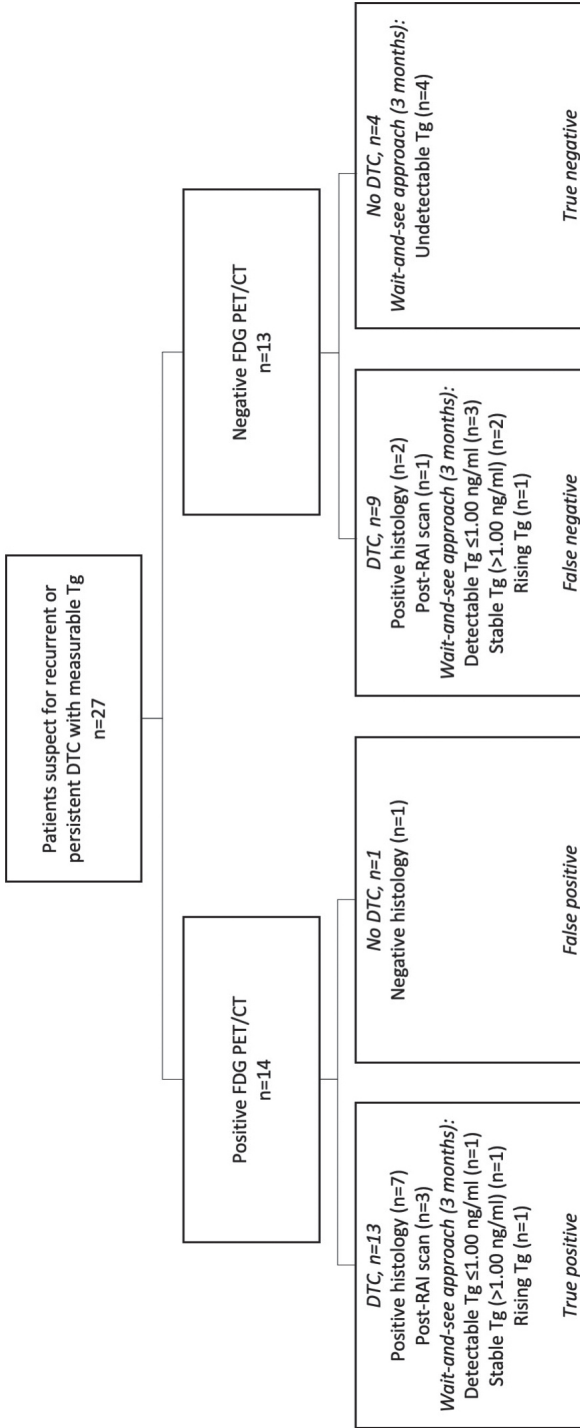 Patients suspect for recurrent or
persistent DTC with measurable Tg
n=27
Positive FDG PET/CT
n=14
Negative FDG PET/CT
n=13
DTC, n=13
Positive histology (n=7)
Post-RAI scan (n=3)
Wait-and-see approach (3 months):
Detectable Tg ≤1.00 ng/ml (n=1)
Stable Tg (>1.00 ng/ml) (n=1)
Rising Tg (n=1)
True positive
No DTC, n=1
Negative histology (n=1)
False positive
DTC, n=9
Positive histology (n=2)
Post-RAI scan (n=1)
Wait-and-see approach (3 months):
Detectable Tg ≤1.00 ng/ml (n=3)
Stable Tg (>1.00 ng/ml) (n=2)
Rising Tg (n=1)
False negative
No DTC, n=4
Wait-and-see approach (3 months):
Undetectable Tg (n=4)
True negative